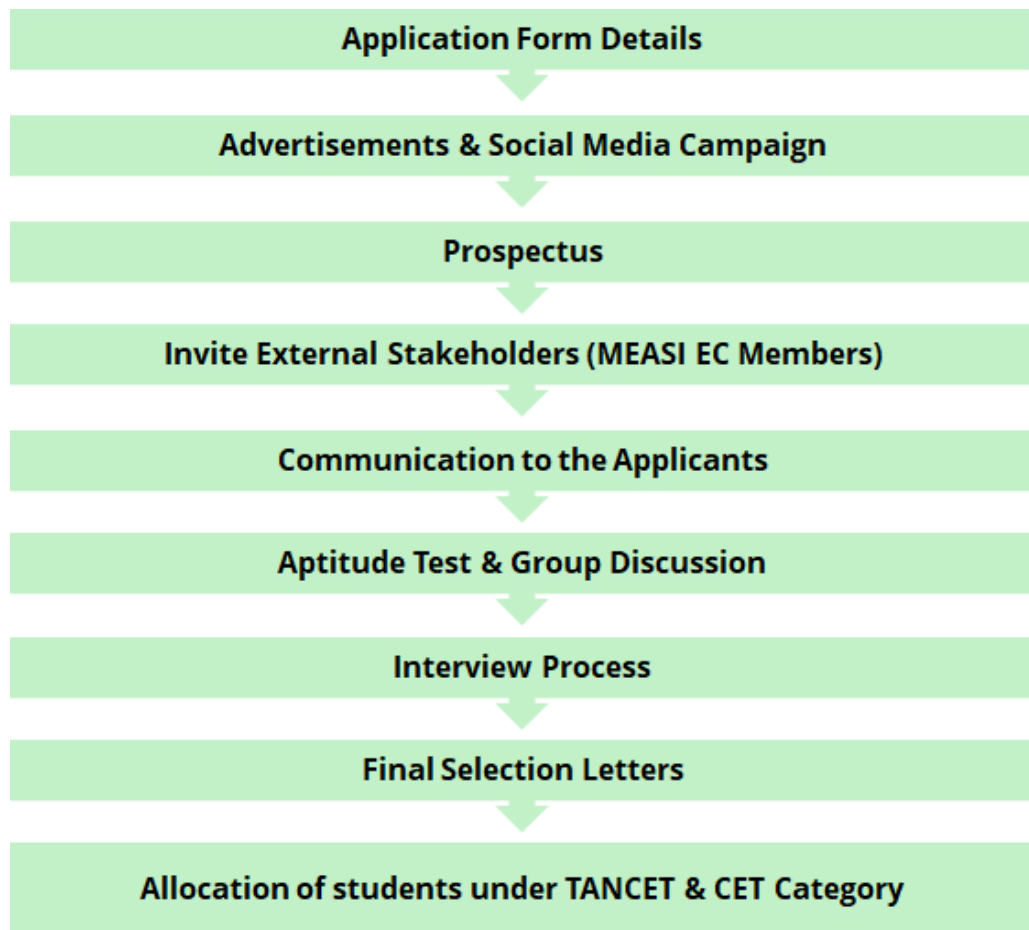 Application Form Details
Advertisements & Social Media Campaign
Prospectus
Invite External Stakeholders (MEASI EC Members)
Communication to the Applicants
Aptitude Test & Group Discussion
Interview Process
Final Selection Letters
Allocation of students under TANCET & CET Category